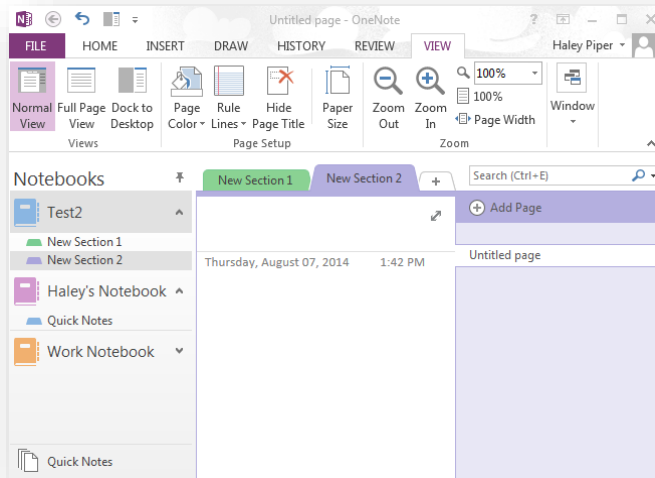 Untitled page - OneNote
FILE HOME INSERT DRAW HISTORY REVIEW VIEW Haley Piper
Normal View Full Page View Dock to Desktop
Views
Page Color Rule Lines Hide Page Title Paper Size
Page Setup
Zoom Out Zoom In 100% 100% Page Width
Zoom
Window
Notebooks
New Section 1 New Section 2 +
Search (Ctrl+E)
Test2
Add Page
New Section 1
New Section 2
Untitled page
Thursday, August 07, 2014 1:42 PM
Haley's Notebook
Quick Notes
Work Notebook
Quick Notes